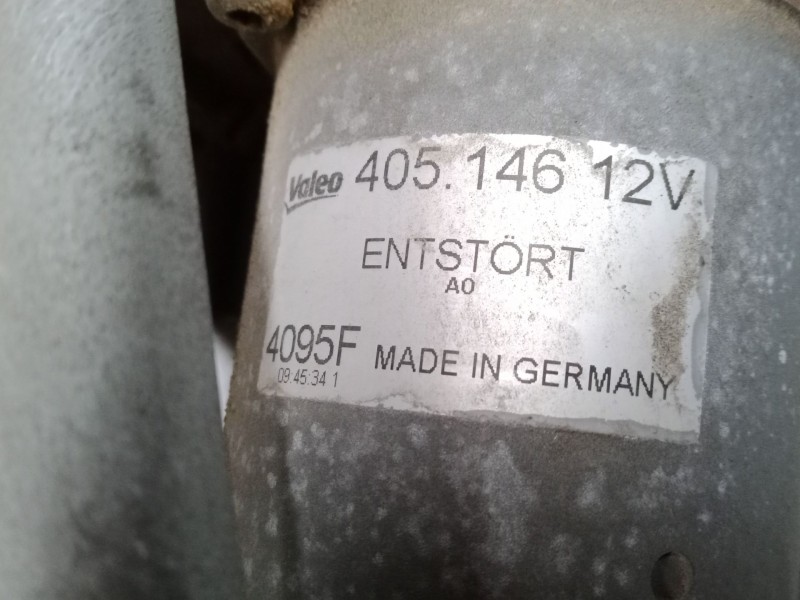 Valeo 405.146 12V
ENTSTÖRT
A0
4095F MADE IN GERMANY
09:45:34 1